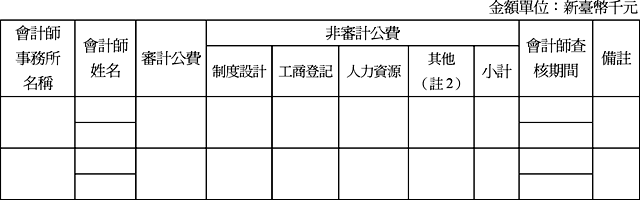 金額單位：新臺幣千元
會計師
事務所
名稱
會計師
姓名
審計公費
非審計公費
制度設計
工商登記
人力資源
其他
（註2）
小計
會計師查
核期間
備註